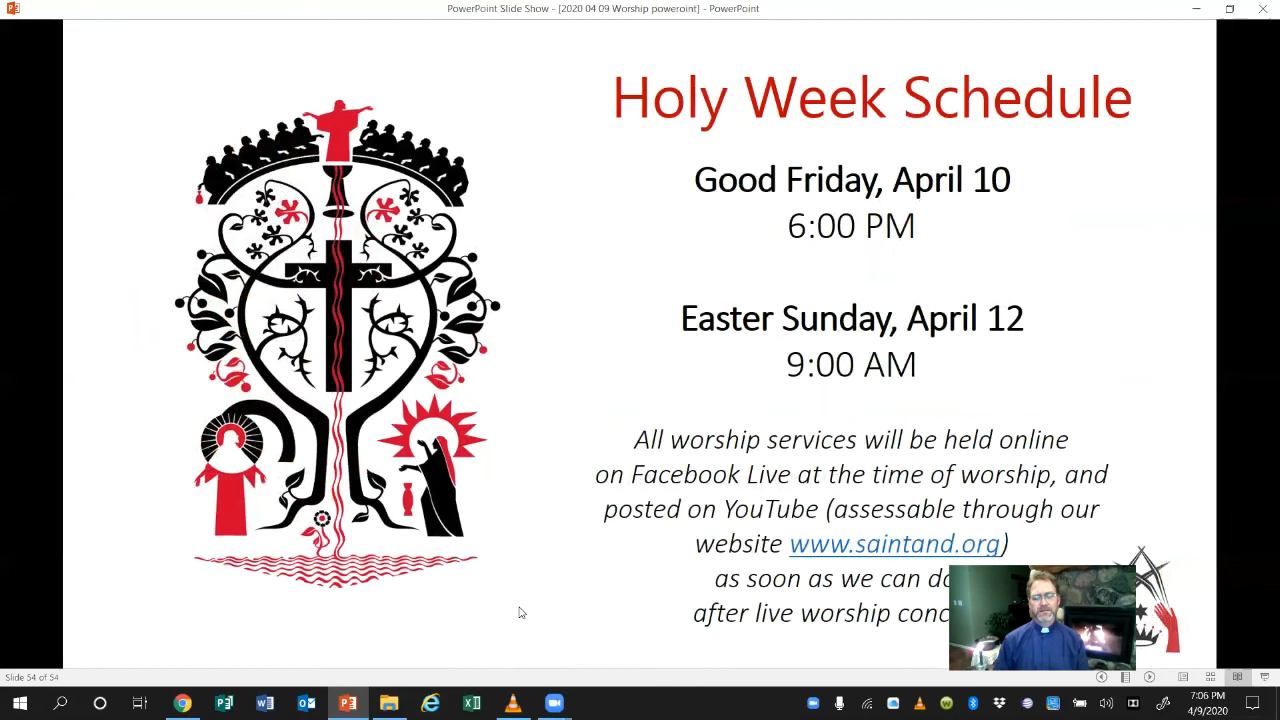 PowerPoint Slide Show - [2020 04 09 Worship poweroint] - PowerPoint
Holy Week Schedule
Good Friday, April 10
6:00 PM
Easter Sunday, April 12
9:00 AM
All worship services will be held online
on Facebook Live at the time of worship, and
posted on YouTube (assessable through our
website www.saintand.org)
as soon as we can
after live worship
Slide 54 of 54
7:06 PM
4/9/2020